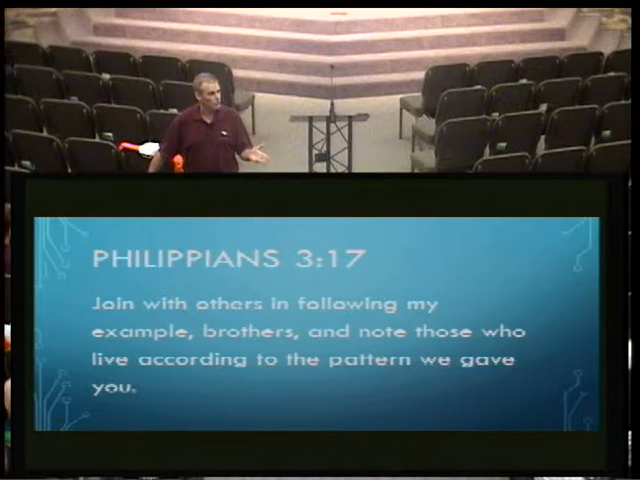 PHILIPPIANS 3:17
Join with others in following my
example, brothers, and note those who
live according to the pattern we gave
you.